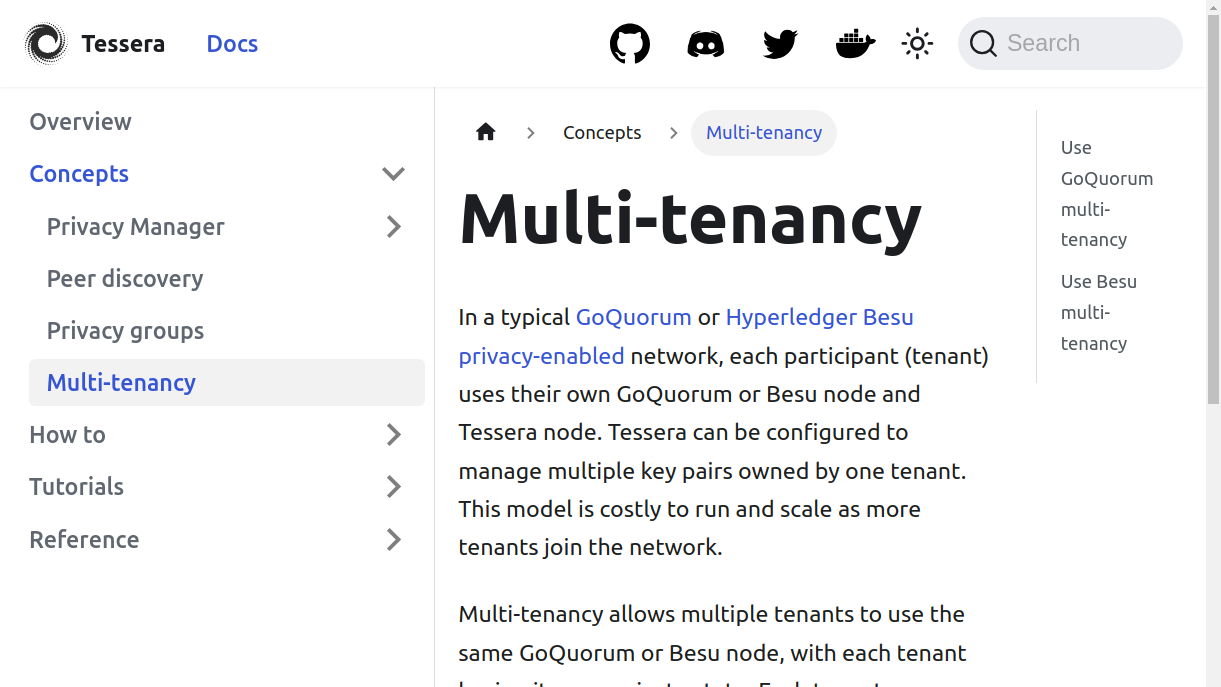 Tessera
Docs
Search
Overview
Concepts
Privacy Manager
Peer discovery
Privacy groups
Multi-tenancy
How to
Tutorials
Reference
Concepts
Multi-tenancy
Multi-tenancy
In a typical GoQuorum or Hyperledger Besu
privacy-enabled network, each participant (tenant)
uses their own GoQuorum or Besu node and
Tessera node. Tessera can be configured to
manage multiple key pairs owned by one tenant.
This model is costly to run and scale as more
tenants join the network.
Multi-tenancy allows multiple tenants to use the
same GoQuorum or Besu node, with each tenant
Use
GoQuorum
multi-
tenancy
Use Besu
multi-
tenancy